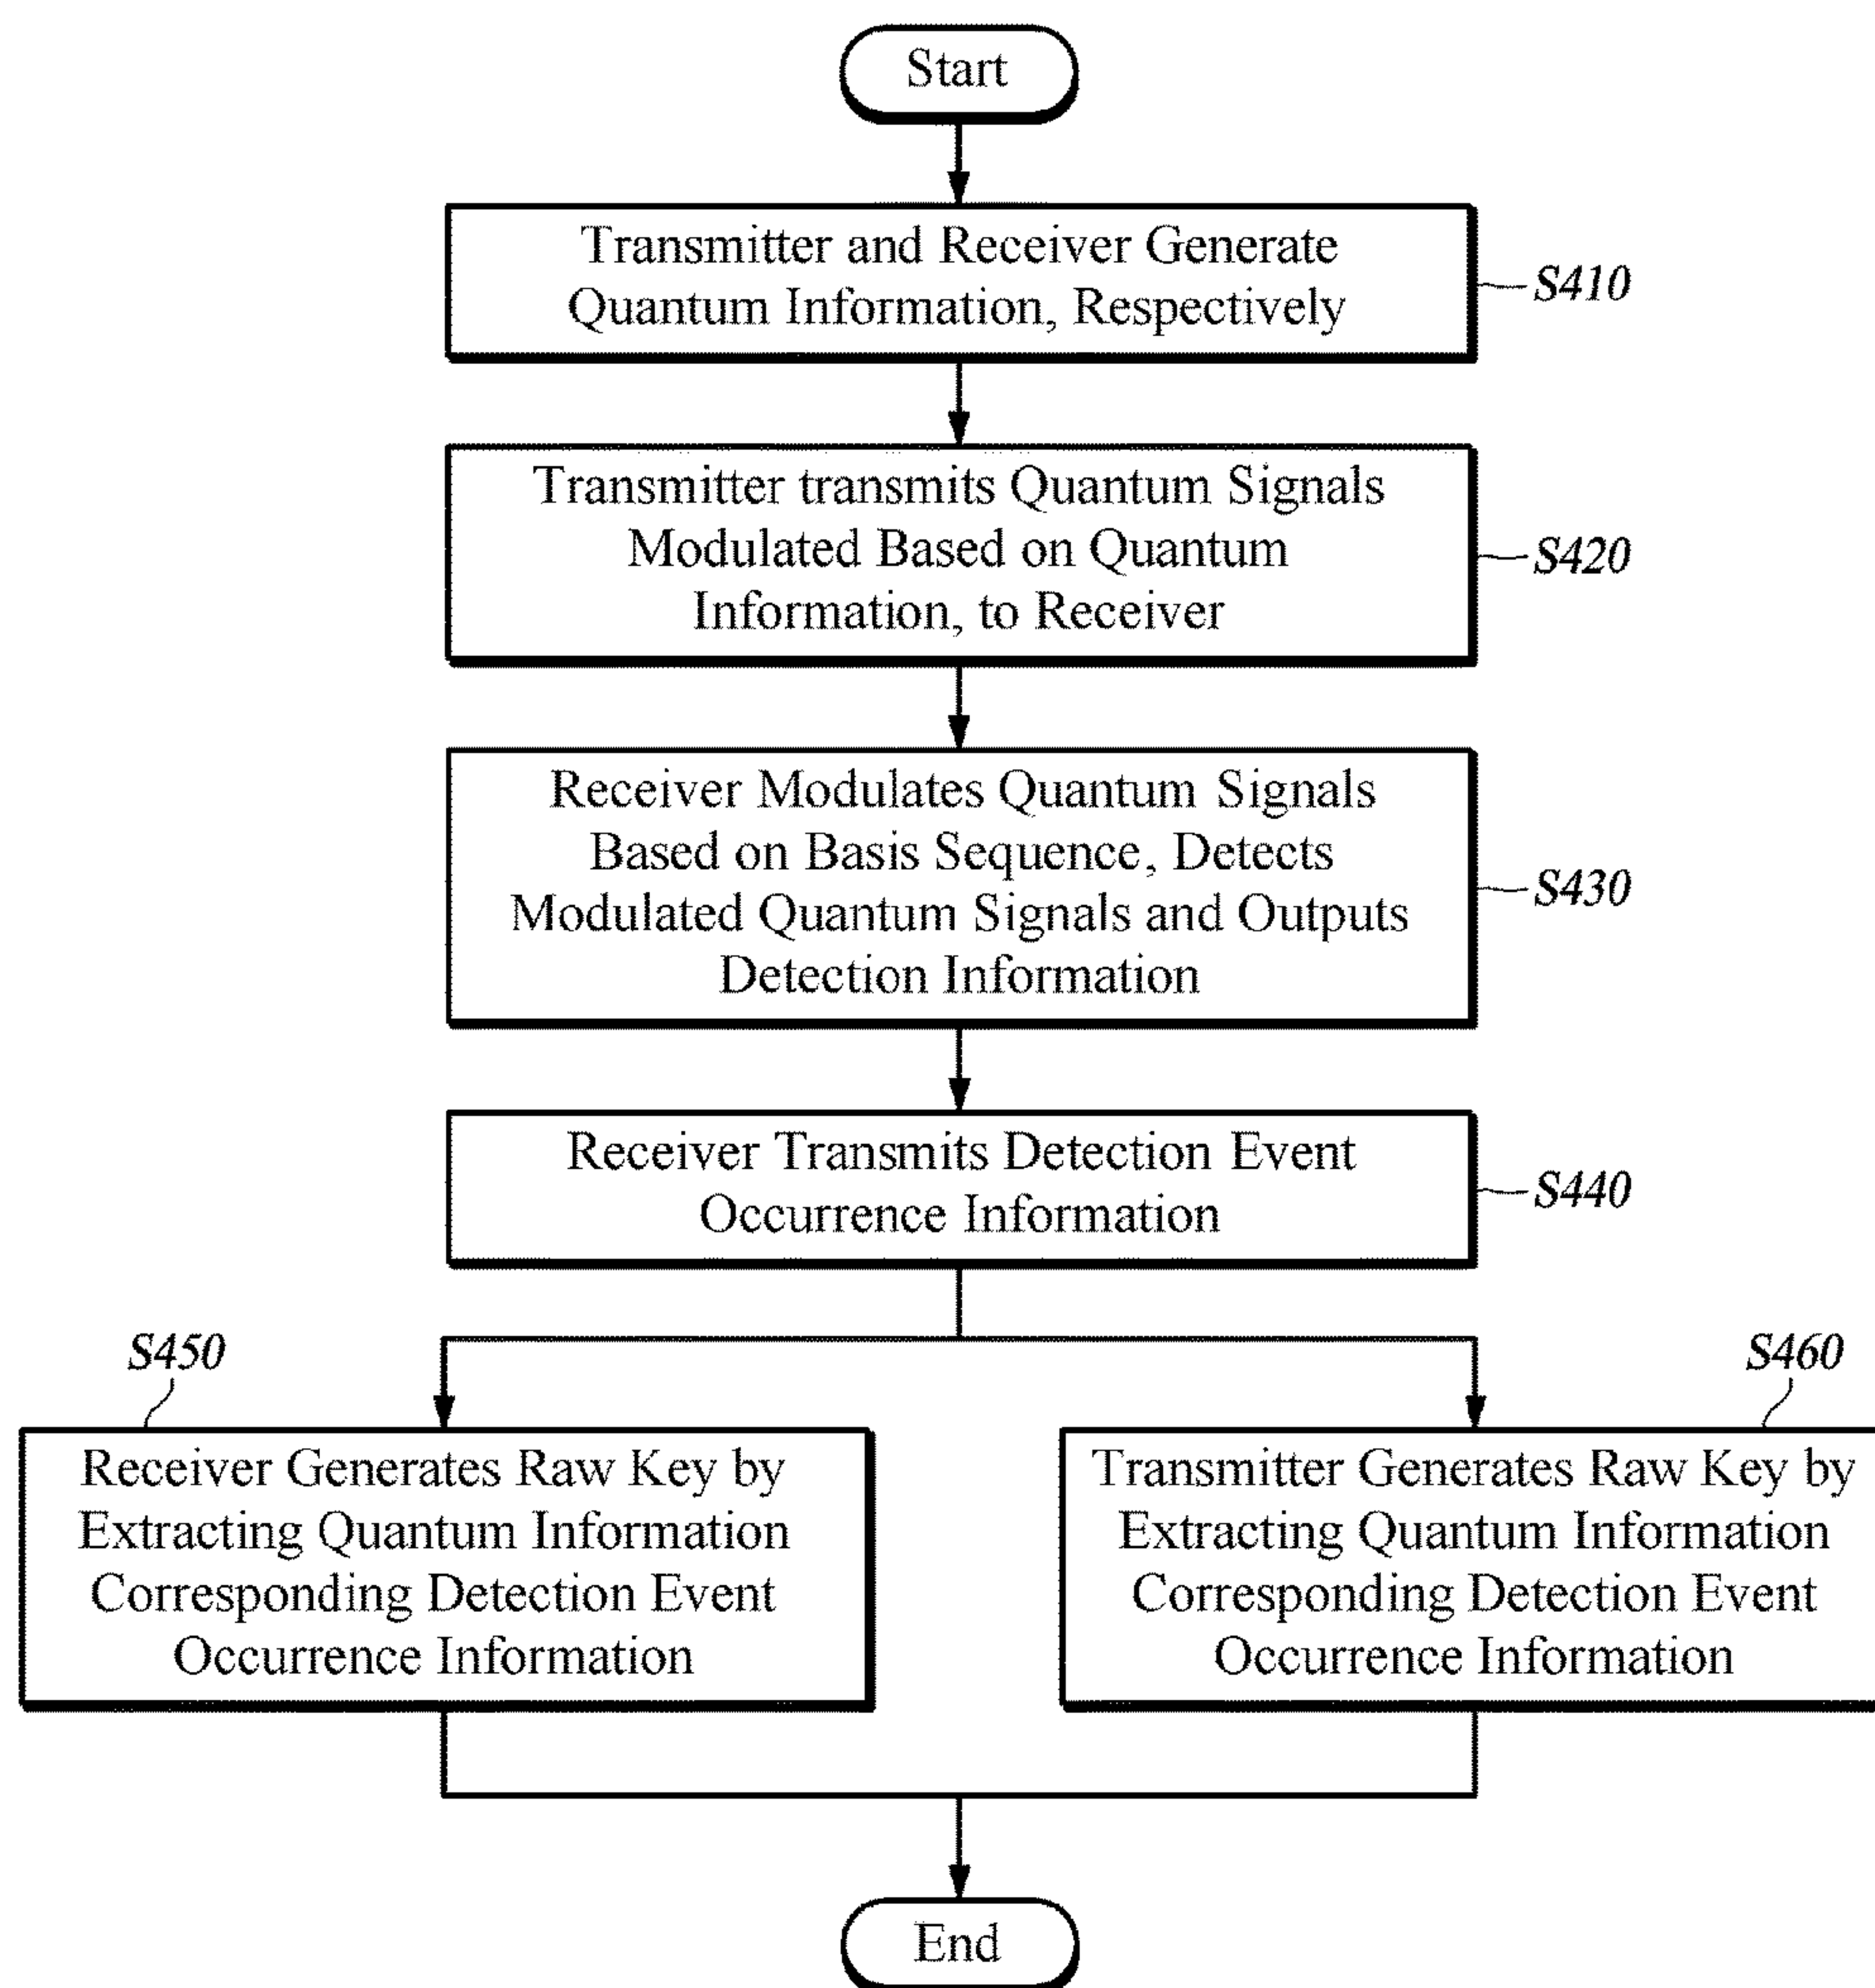 Start
Transmitter and Receiver Generate
Quantum Information, Respectively
S410
Transmitter transmits Quantum Signals
Modulated Based on Quantum
Information, to Receiver
S420
Receiver Modulates Quantum Signals
Based on Basis Sequence, Detects
Modulated Quantum Signals and Outputs
Detection Information
S430
Receiver Transmits Detection Event
Occurrence Information
S440
S450
Receiver Generates Raw Key by
Extracting Quantum Information
Corresponding Detection Event
Occurrence Information
S460
Transmitter Generates Raw Key by
Extracting Quantum Information
Corresponding Detection Event
Occurrence Information
End